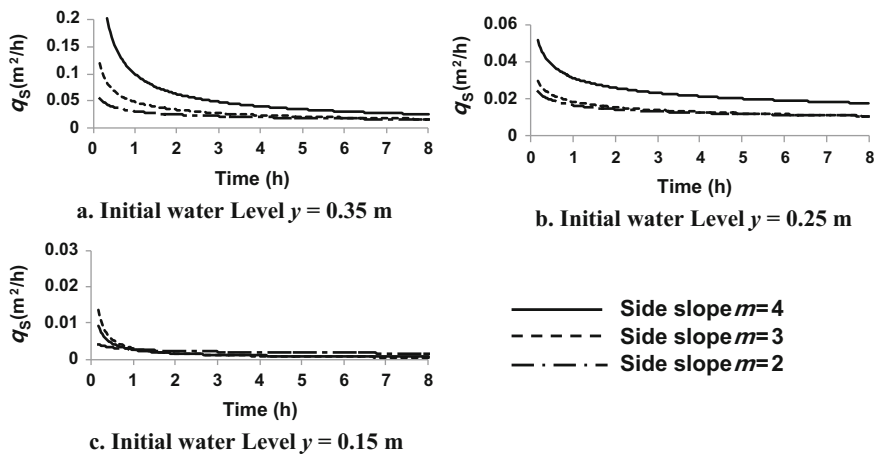 0.2
0.15
0.1
0.05
0
qS(m²/h)
0 1 2 3 4 5 6 7 8
Time (h)
a. Initial water Level y = 0.35 m
0.06
0.04
0.02
0
qS(m²/h)
0 1 2 3 4 5 6 7 8
Time (h)
b. Initial water Level y = 0.25 m
0.03
0.02
0.01
0
qS(m²/h)
0 1 2 3 4 5 6 7 8
Time (h)
c. Initial water Level y = 0.15 m
Side slope m=4
Side slope m=3
Side slope m=2